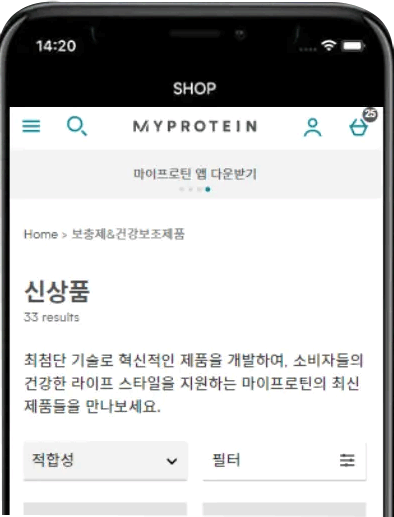 14:20
SHOP
MYPROTEIN
25
마이프로틴 앱 다운받기
Home > 보충제&건강보조제품
신상품
33 results
최첨단 기술로 혁신적인 제품을 개발하여, 소비자들의
건강한 라이프 스타일을 지원하는 마이프로틴의 최신
제품들을 만나보세요.
적합성
필터